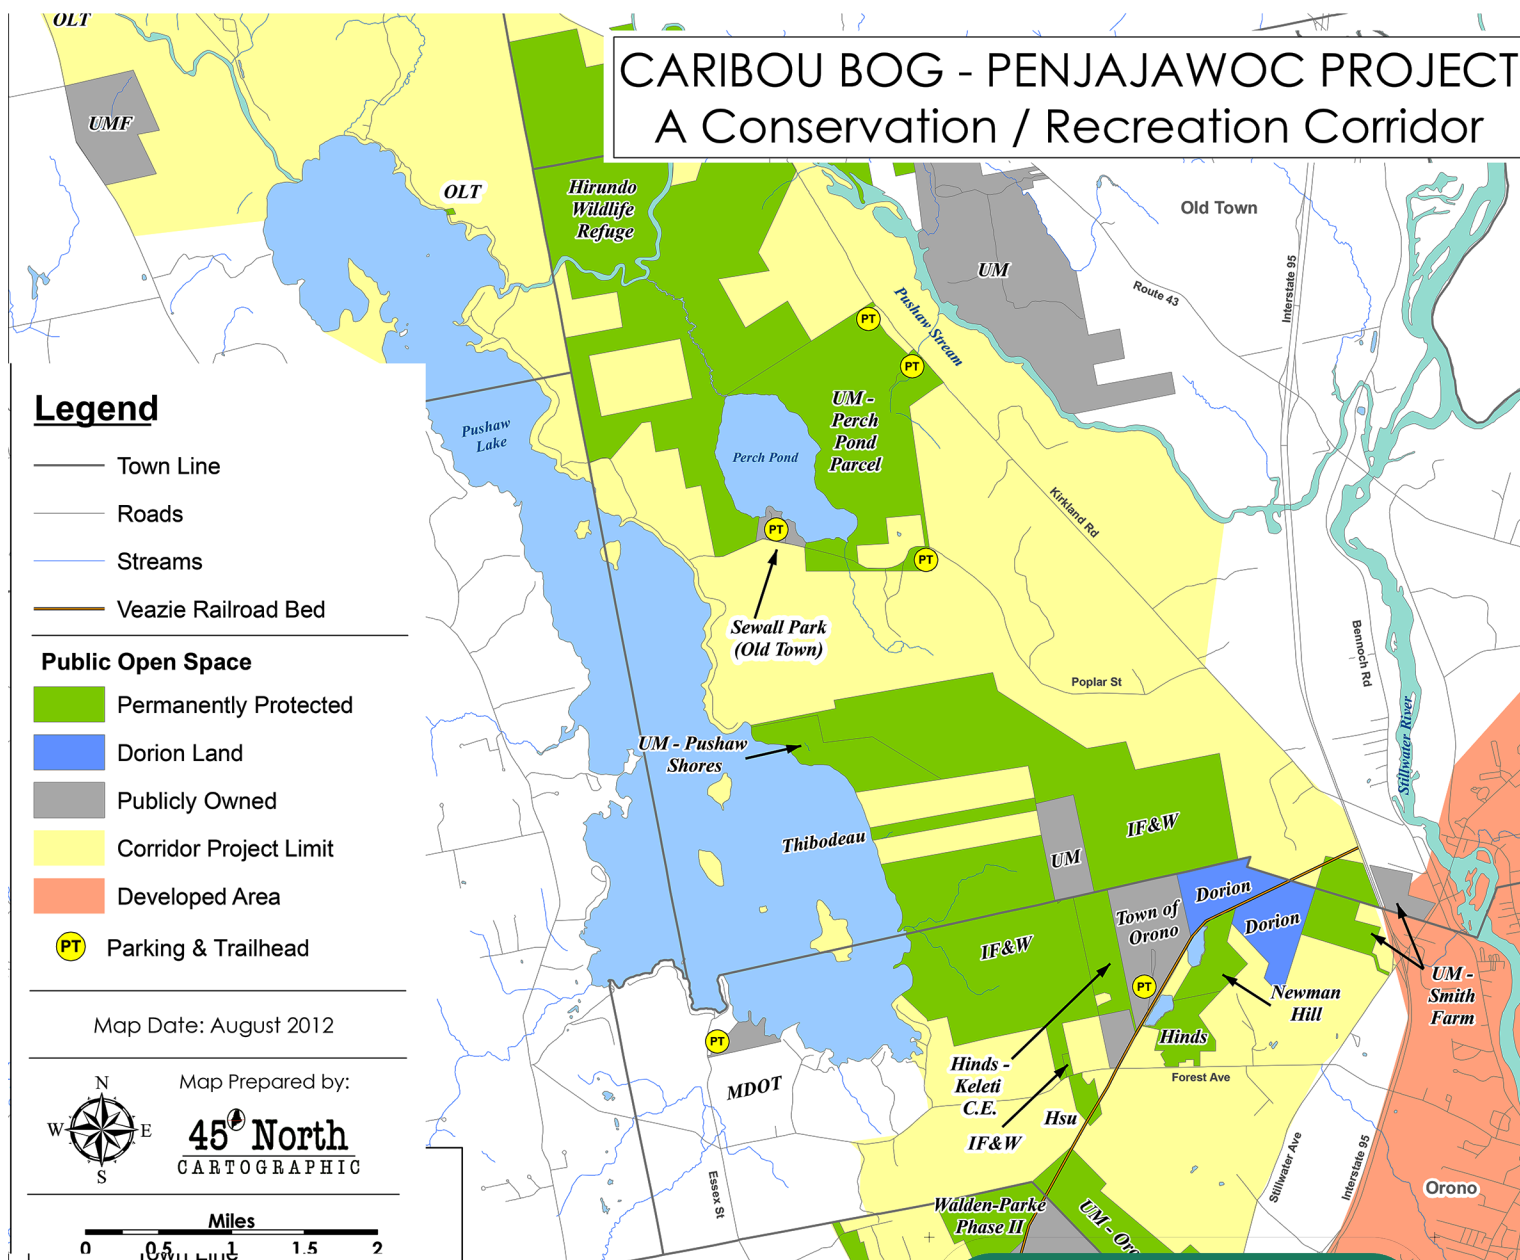 OLT
CARIBOU BOG - PENJAJAWOC PROJECT
A Conservation / Recreation Corridor
UMF
OLT
Hirundo
Wildlife
Refuge
Old Town
UM
Route 43
Interstate 95
PT
Pushaw Stream
PT
Pushaw
Lake
UM -
Perch
Pond
Parcel
Perch Pond
Kirkland Rd
PT
PT
Sewall Park
(Old Town)
Bennoch Rd
Poplar St
Stillwater River
UM - Pushaw
Shores
Thibodeau
IF&W
UM
Dorion
Town of
Orono
Dorion
IF&W
PT
Newman
Hill
UM -
Smith
Farm
PT
Hinds
MDOT
Hinds -
Keleti
C.E.
Forest Ave
Hsu
IF&W
Essex St
Stillwater Ave
Interstate 95
Orono
Walden-Parke
Phase II
UM - Oro
Legend
Town Line
Roads
Streams
Veazie Railroad Bed
Public Open Space
Permanently Protected
Dorion Land
Publicly Owned
Corridor Project Limit
Developed Area
PT Parking & Trailhead
Map Date: August 2012
N
W E
S
Map Prepared by:
45° North
CARTOGRAPHIC
Miles
0 0.5 1 1.5 2
Town Line